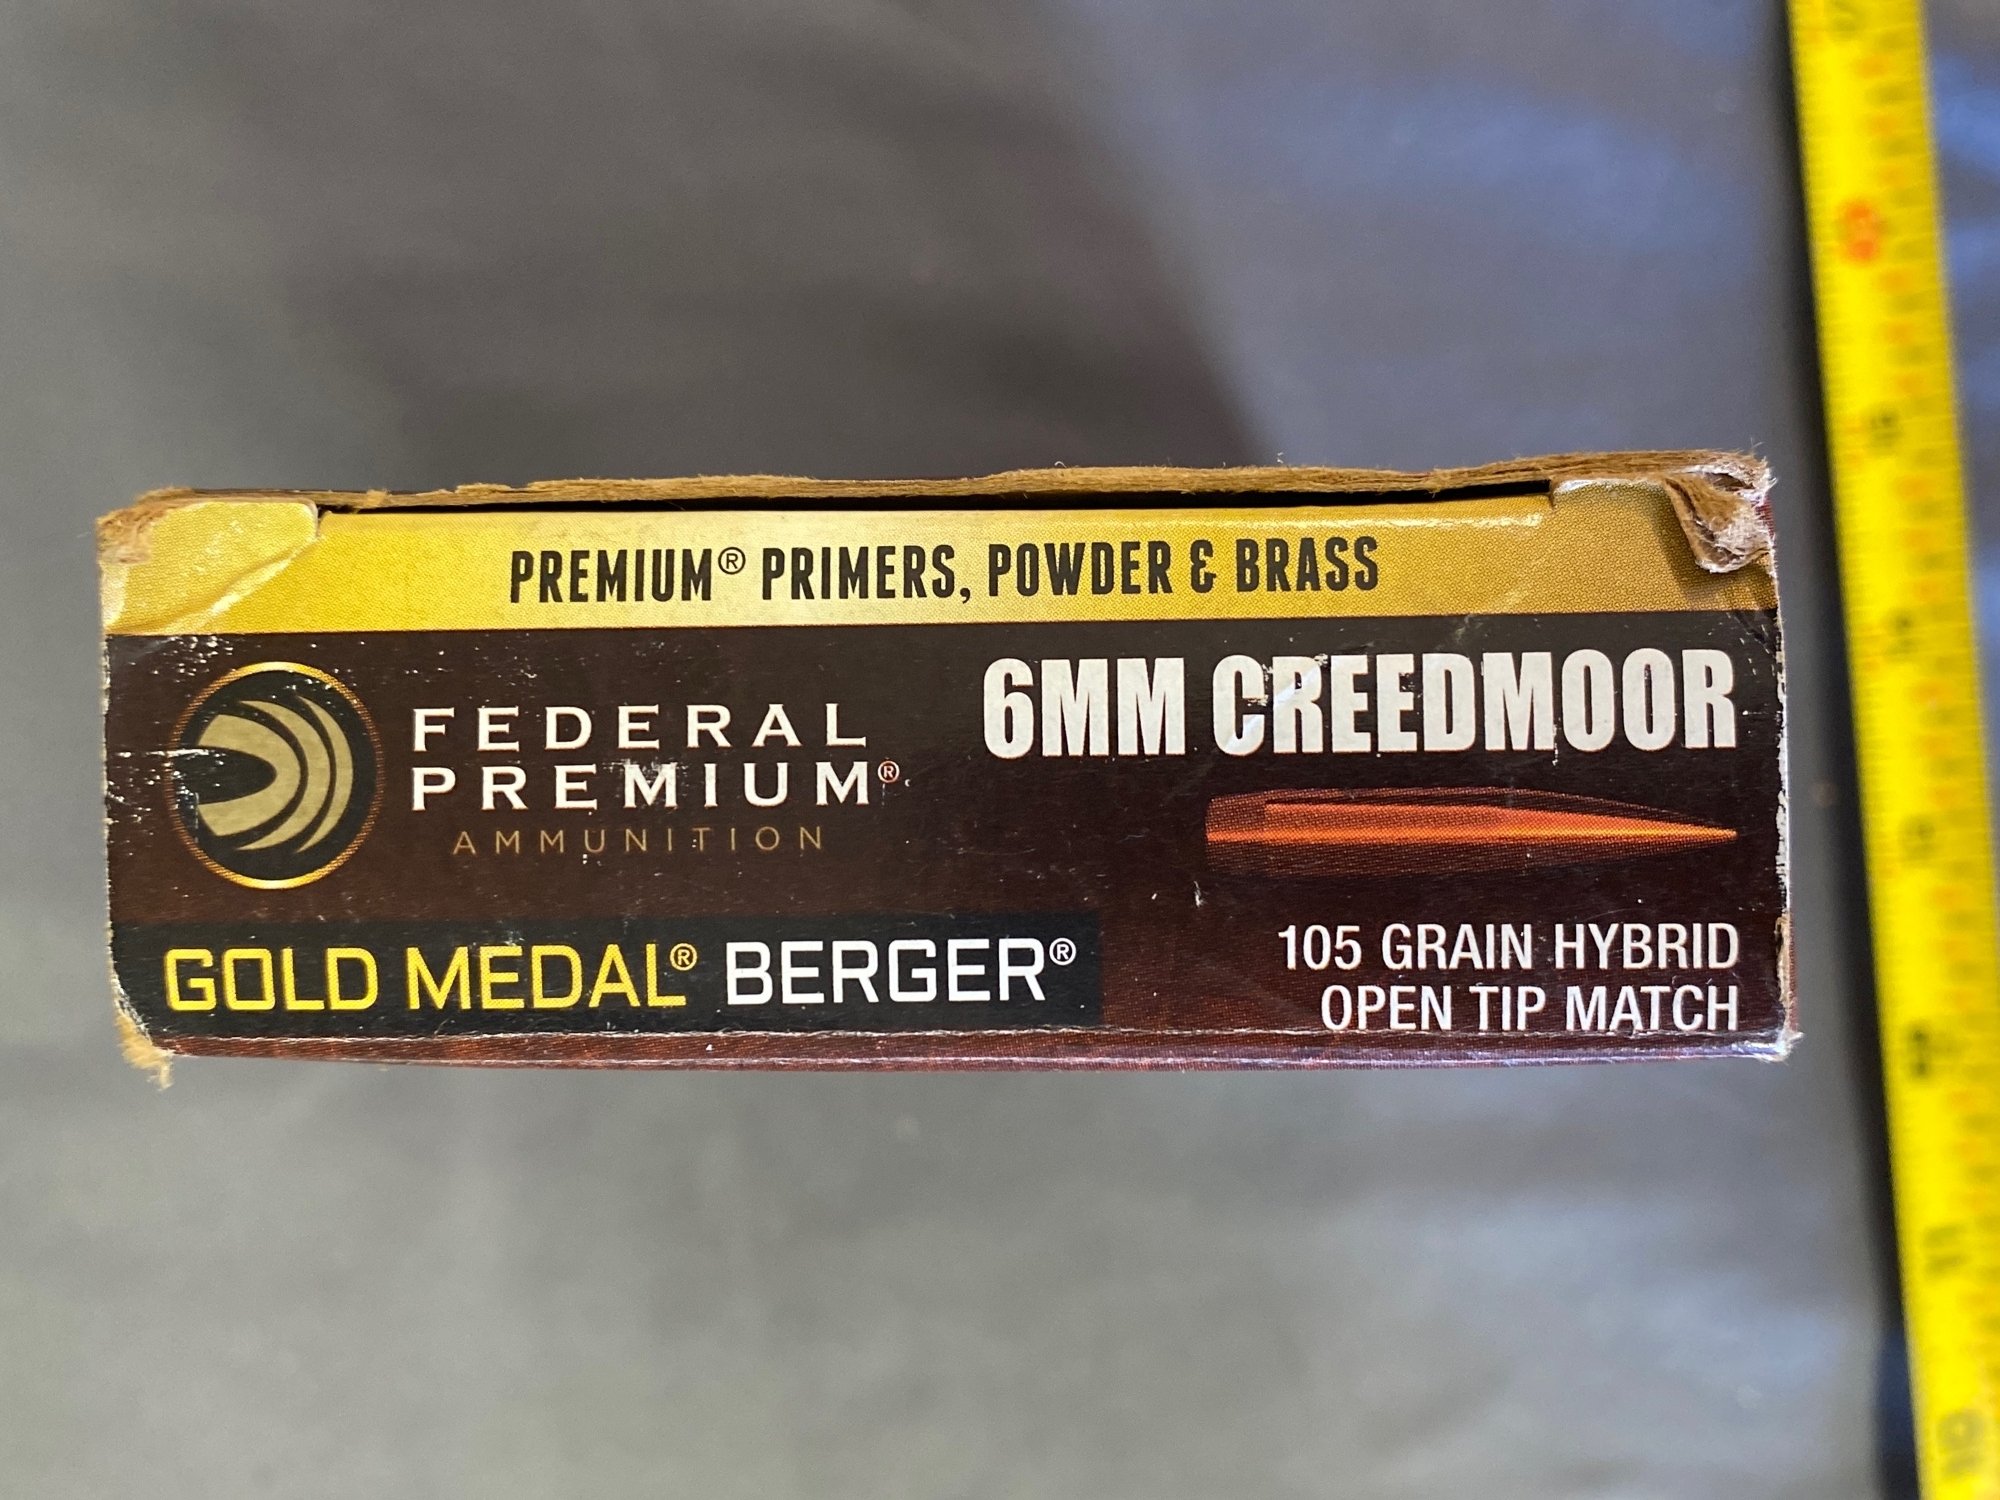 PREMIUM® PRIMERS, POWDER & BRASS
FEDERAL
PREMIUM®
AMMUNITION
6MM CREEDMOOR
GOLD MEDAL® BERGER®
105 GRAIN HYBRID
OPEN TIP MATCH